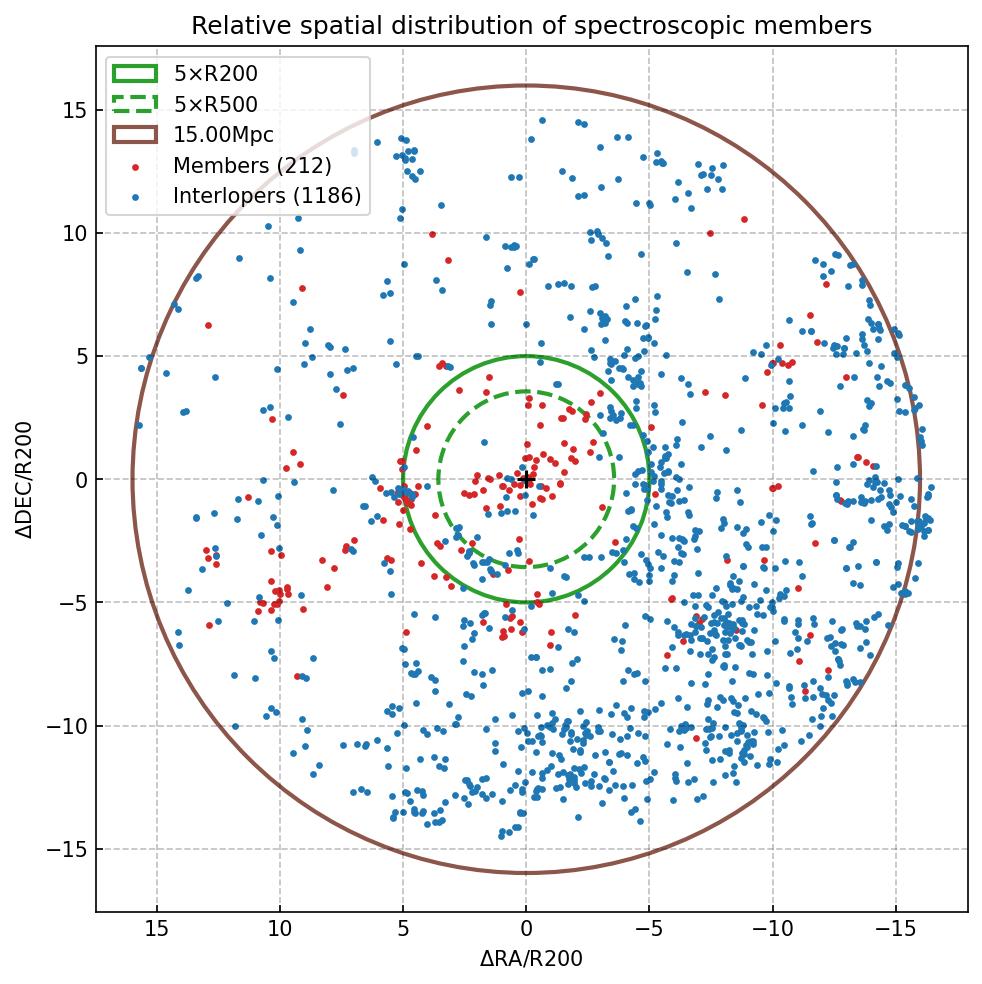 Relative spatial distribution of spectroscopic members
5×R200
5×R500
15.00Mpc
Members (212)
Interlopers (1186)
15
10
5
0
−5
−10
−15
ΔDEC/R200
15
10
5
0
−5
−10
−15
ΔRA/R200